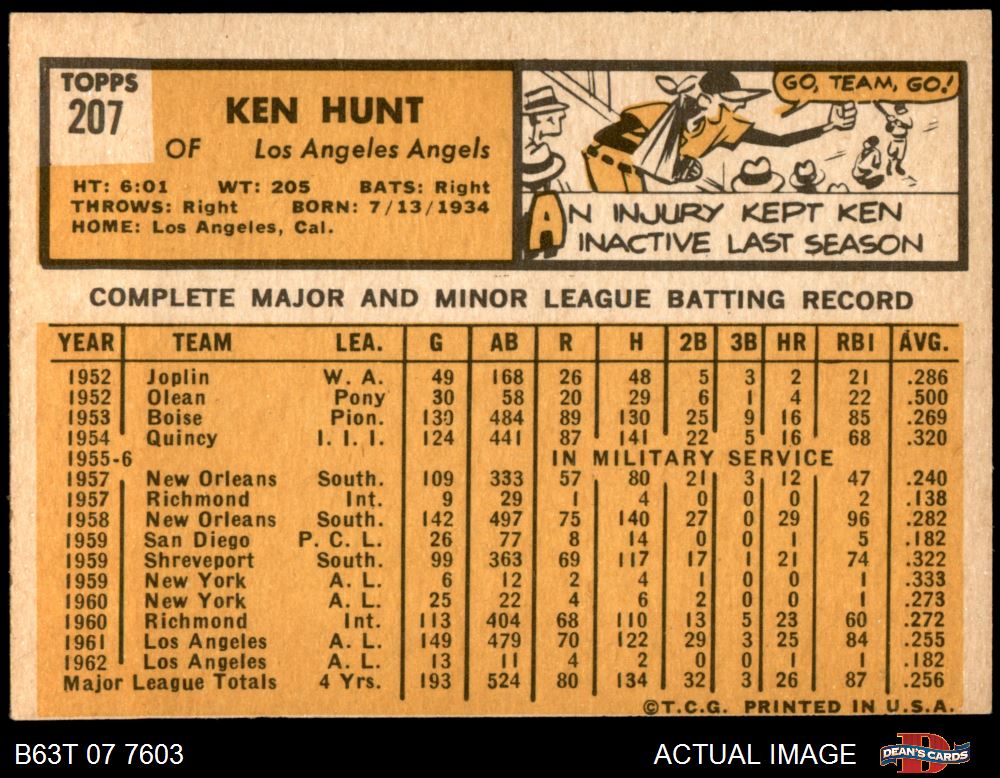 TOPPS
207
KEN HUNT
OF Los Angeles Angels
HT: 6:01 WT: 205 BATS: Right
THROWS: Right BORN: 7/13/1934
HOME: Los Angeles, Cal.
GO, TEAM, GO!
AN INJURY KEPT KEN
INACTIVE LAST SEASON
COMPLETE MAJOR AND MINOR LEAGUE BATTING RECORD
YEAR TEAM LEA. G AB R H 2B 3B HR RBI AVG.
1952 Joplin W. A. 49 168 26 48 5 3 2 21 .286
1952 Olean Pony 30 58 20 29 6 1 4 22 .500
1953 Boise Pion. 130 484 89 130 25 9 16 85 .269
1954 Quincy I. I. I. 124 441 87 141 22 5 16 68 .320
1955-6 IN MILITARY SERVICE
1957 New Orleans South. 109 333 57 80 21 3 12 47 .240
1957 Richmond Int. 9 29 1 4 0 0 0 2 .138
1958 New Orleans South. 142 497 75 140 27 0 29 96 .282
1959 San Diego P. C. L. 26 77 8 14 0 0 1 5 .182
1959 Shreveport South. 99 363 69 117 17 1 21 74 .322
1959 New York A. L. 6 12 2 4 1 0 0 1 .333
1960 New York A. L. 25 22 4 6 2 0 0 1 .273
1960 Richmond Int. 113 404 68 110 13 5 23 60 .272
1961 Los Angeles A. L. 149 479 70 122 29 3 25 84 .255
1962 Los Angeles A. L. 13 11 4 2 0 0 1 1 .182
Major League Totals 4 Yrs. 193 524 80 134 32 3 26 87 .256
©T.C.G. PRINTED IN U.S.A.
B63T 07 7603 ACTUAL IMAGE DEAN'S CARDS